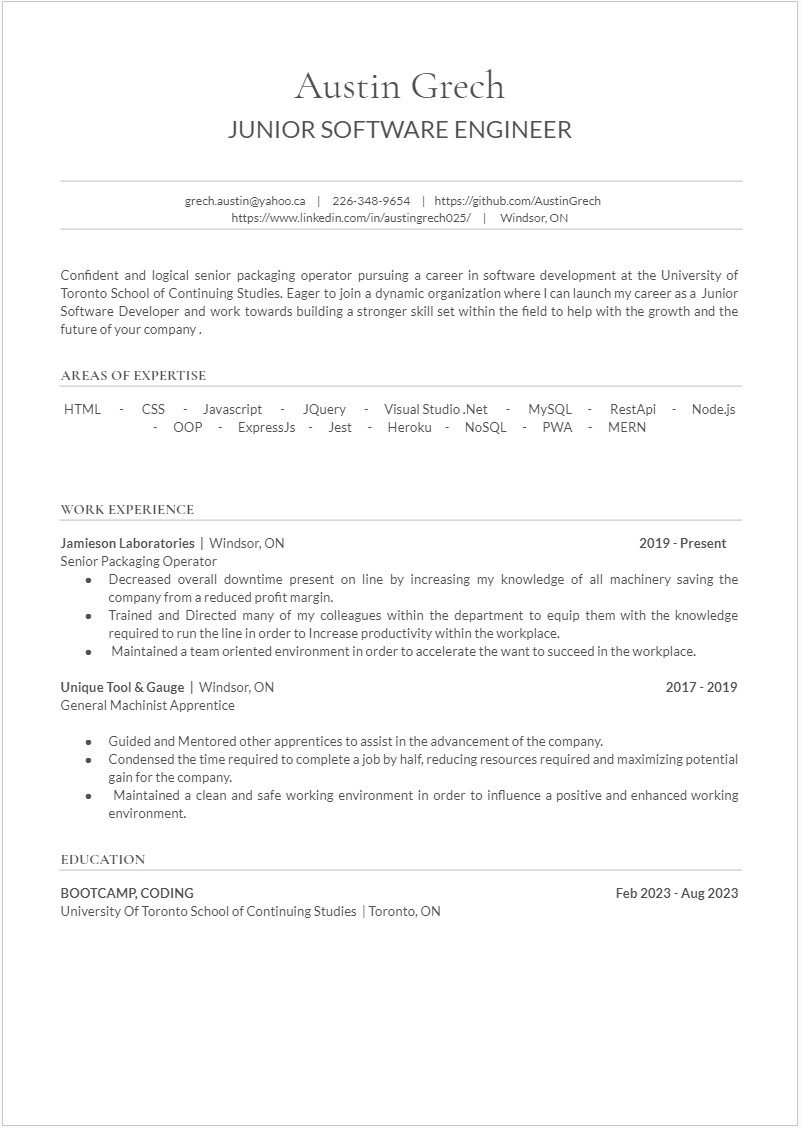 Austin Grech
JUNIOR SOFTWARE ENGINEER
grech.austin@yahoo.ca | 226-348-9654 | https://github.com/AustinGrech
https://www.linkedin.com/in/austingrech025/ | Windsor, ON
Confident and logical senior packaging operator pursuing a career in software development at the University of
Toronto School of Continuing Studies. Eager to join a dynamic organization where I can launch my career as a Junior
Software Developer and work towards building a stronger skill set within the field to help with the growth and the
future of your company .
AREAS OF EXPERTISE
HTML - CSS - Javascript - JQuery - Visual Studio .Net - MySQL - RestApi - Node.js
- OOP - ExpressJs - Jest - Heroku - NoSQL - PWA - MERN
WORK EXPERIENCE
Jamieson Laboratories | Windsor, ON 2019 - Present
Senior Packaging Operator
● Decreased overall downtime present on line by increasing my knowledge of all machinery saving the
company from a reduced profit margin.
● Trained and Directed many of my colleagues within the department to equip them with the knowledge
required to run the line in order to Increase productivity within the workplace.
● Maintained a team oriented environment in order to accelerate the want to succeed in the workplace.
Unique Tool & Gauge | Windsor, ON 2017 - 2019
General Machinist Apprentice
● Guided and Mentored other apprentices to assist in the advancement of the company.
● Condensed the time required to complete a job by half, reducing resources required and maximizing potential
gain for the company.
● Maintained a clean and safe working environment in order to influence a positive and enhanced working
environment.
EDUCATION
BOOTCAMP, CODING Feb 2023 - Aug 2023
University Of Toronto School of Continuing Studies | Toronto, ON